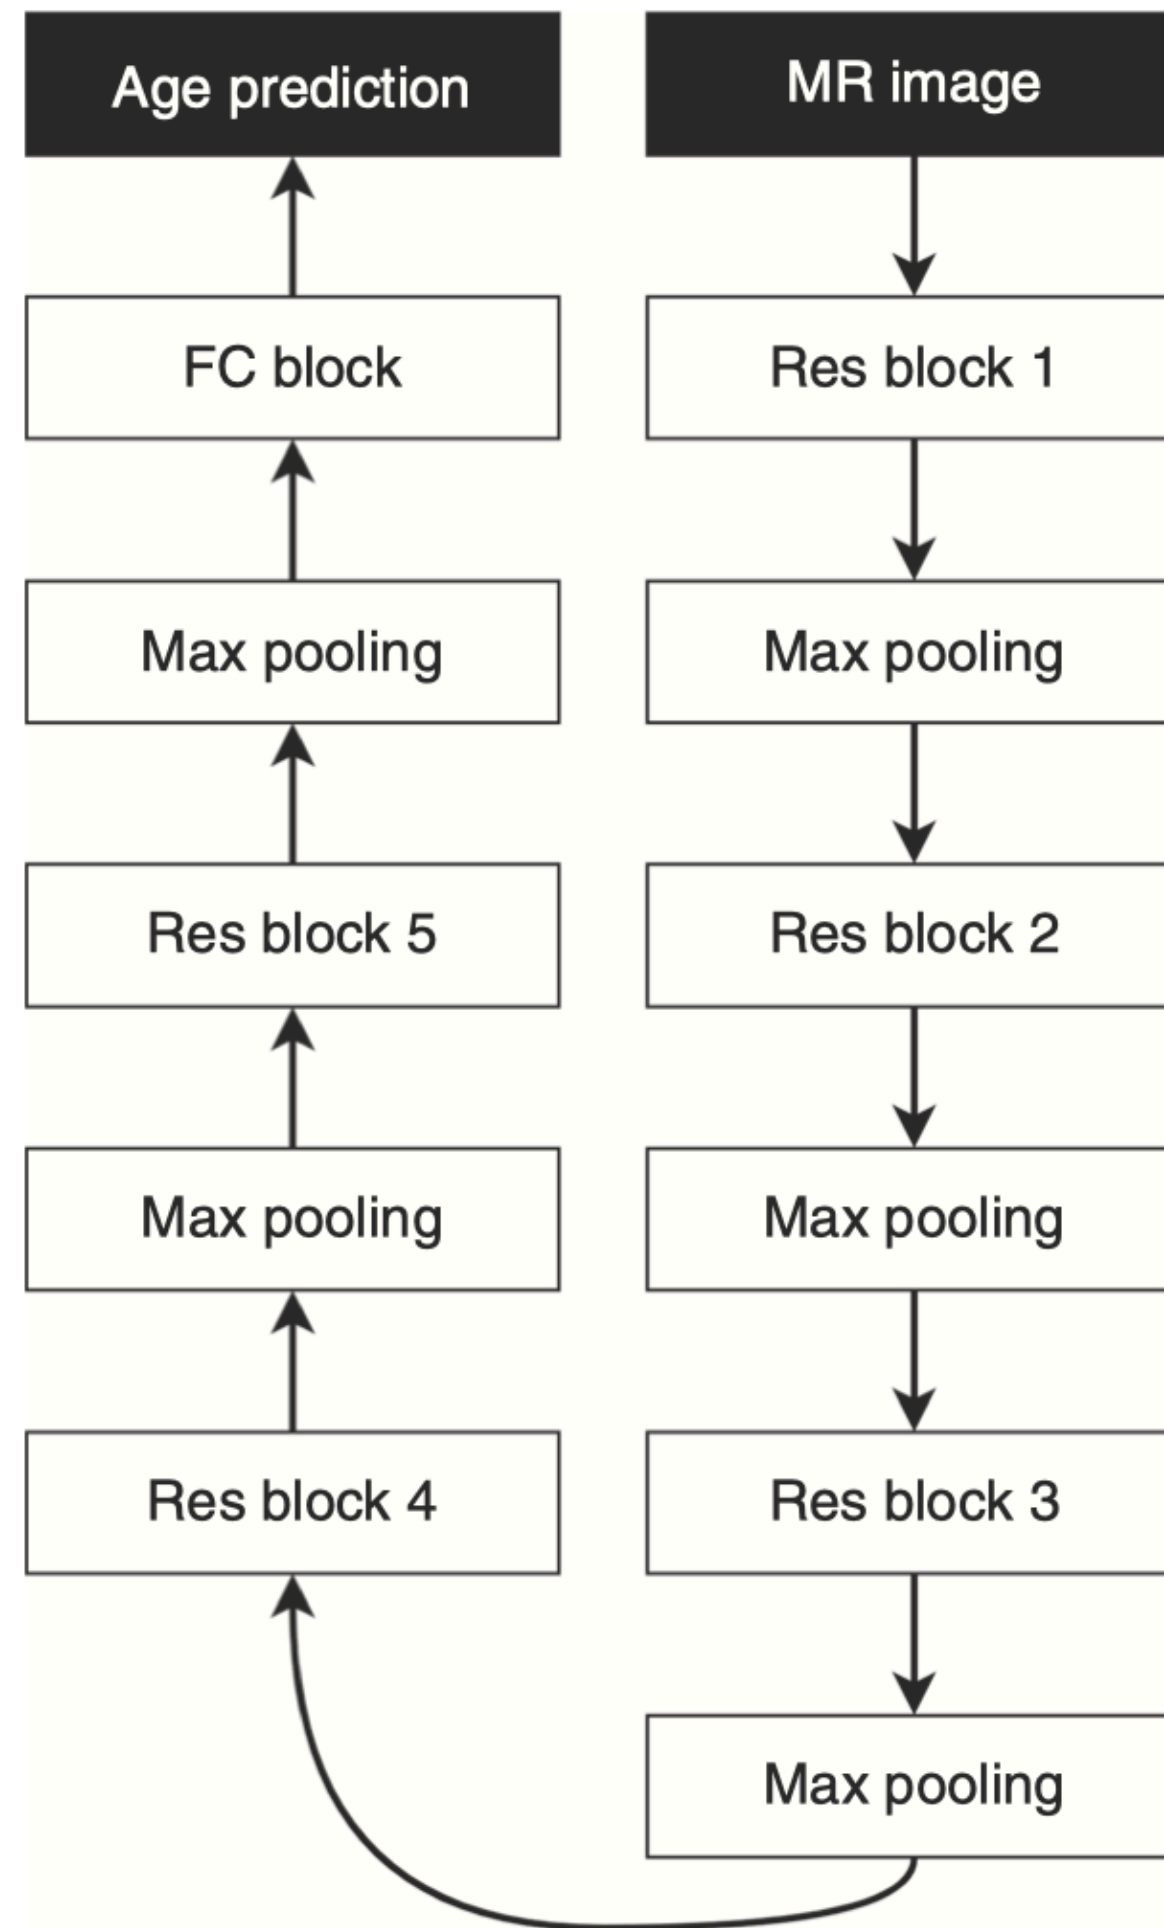 Age prediction
MR image
FC block
Res block 1
Max pooling
Max pooling
Res block 5
Res block 2
Max pooling
Max pooling
Res block 4
Res block 3
Max pooling